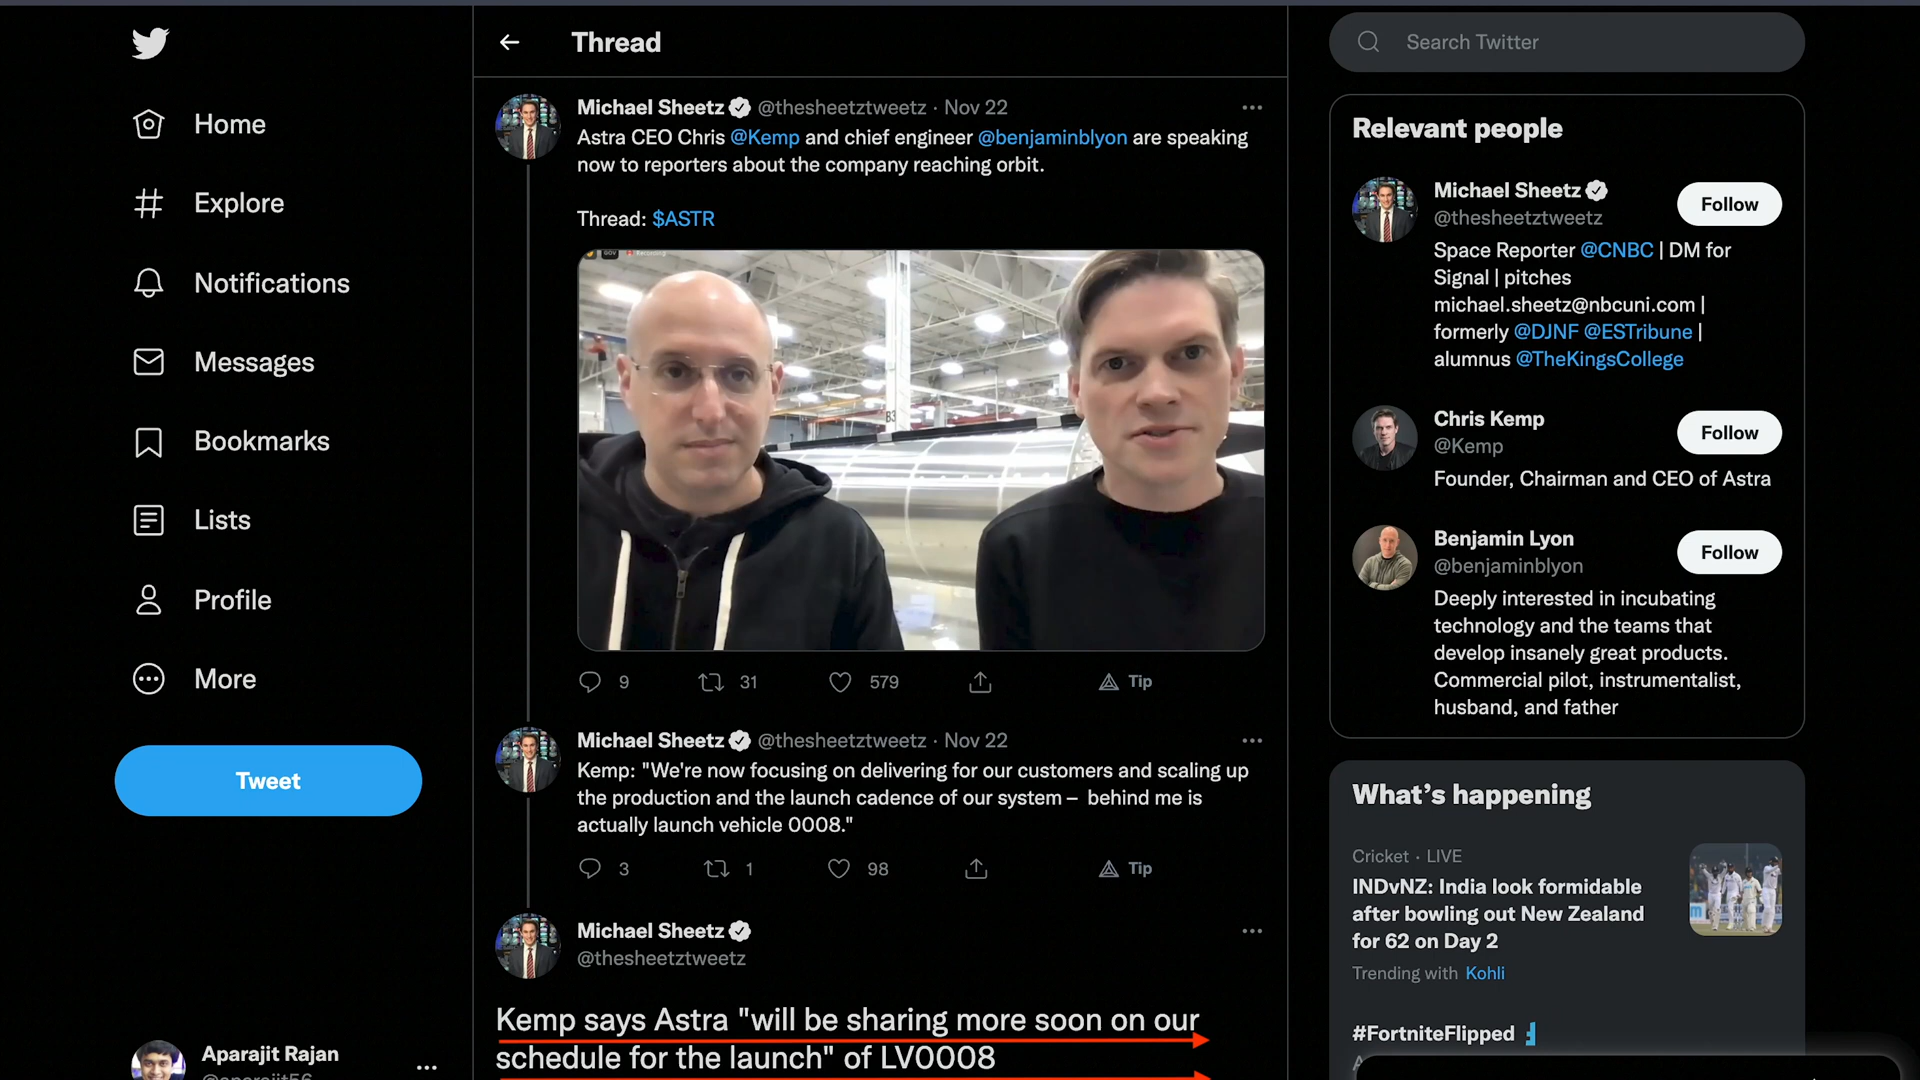 Home
Explore
Notifications
Messages
Bookmarks
Lists
Profile
More
Tweet
Aparajit Rajan
@aparajit56
Thread
Michael Sheetz @thesheetztweetz · Nov 22
Astra CEO Chris @Kemp and chief engineer @benjaminblyon are speaking
now to reporters about the company reaching orbit.
Thread: $ASTR
Recording
B3
9
31
579
Tip
Michael Sheetz @thesheetztweetz · Nov 22
Kemp: "We're now focusing on delivering for our customers and scaling up
the production and the launch cadence of our system – behind me is
actually launch vehicle 0008."
3
1
98
Tip
Michael Sheetz
@thesheetztweetz
Kemp says Astra "will be sharing more soon on our
schedule for the launch" of LV0008
Search Twitter
Relevant people
Michael Sheetz
@thesheetztweetz
Follow
Space Reporter @CNBC | DM for
Signal | pitches
michael.sheetz@nbcuni.com |
formerly @DJNF @ESTribune |
alumnus @TheKingsCollege
Chris Kemp
@Kemp
Follow
Founder, Chairman and CEO of Astra
Benjamin Lyon
@benjaminblyon
Follow
Deeply interested in incubating
technology and the teams that
develop insanely great products.
Commercial pilot, instrumentalist,
husband, and father
What's happening
Cricket · LIVE
INDvNZ: India look formidable
after bowling out New Zealand
for 62 on Day 2
Trending with Kohli
#FortniteFlipped